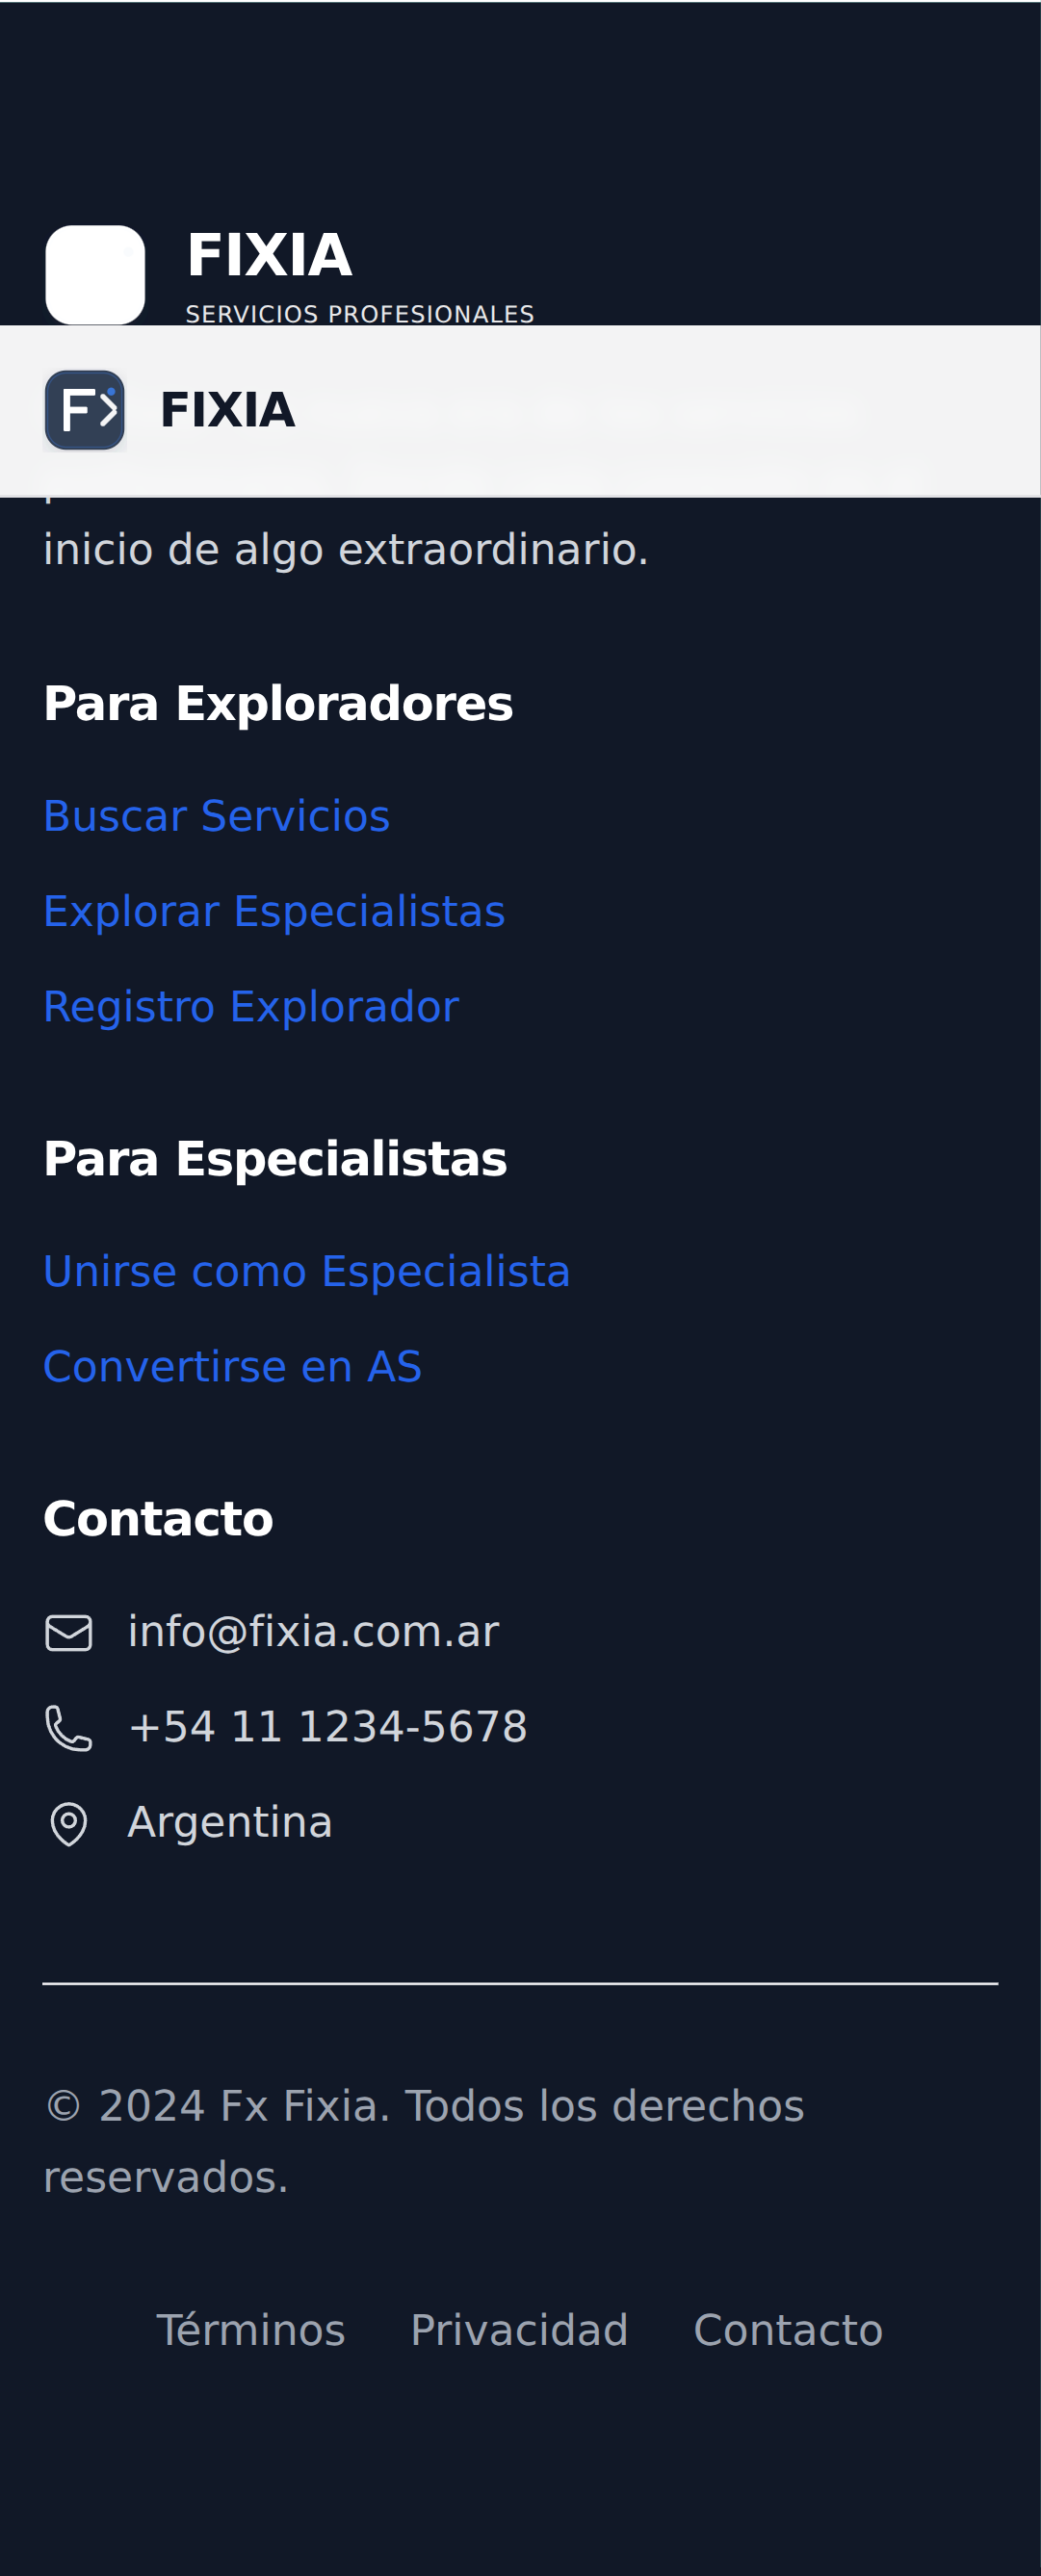 FIXIA
SERVICIOS PROFESIONALES
FIXIA
inicio de algo extraordinario.
Para Exploradores
Buscar Servicios
Explorar Especialistas
Registro Explorador
Para Especialistas
Unirse como Especialista
Convertirse en AS
Contacto
info@fixia.com.ar
+54 11 1234-5678
Argentina
© 2024 Fx Fixia. Todos los derechos
reservados.
Términos Privacidad Contacto